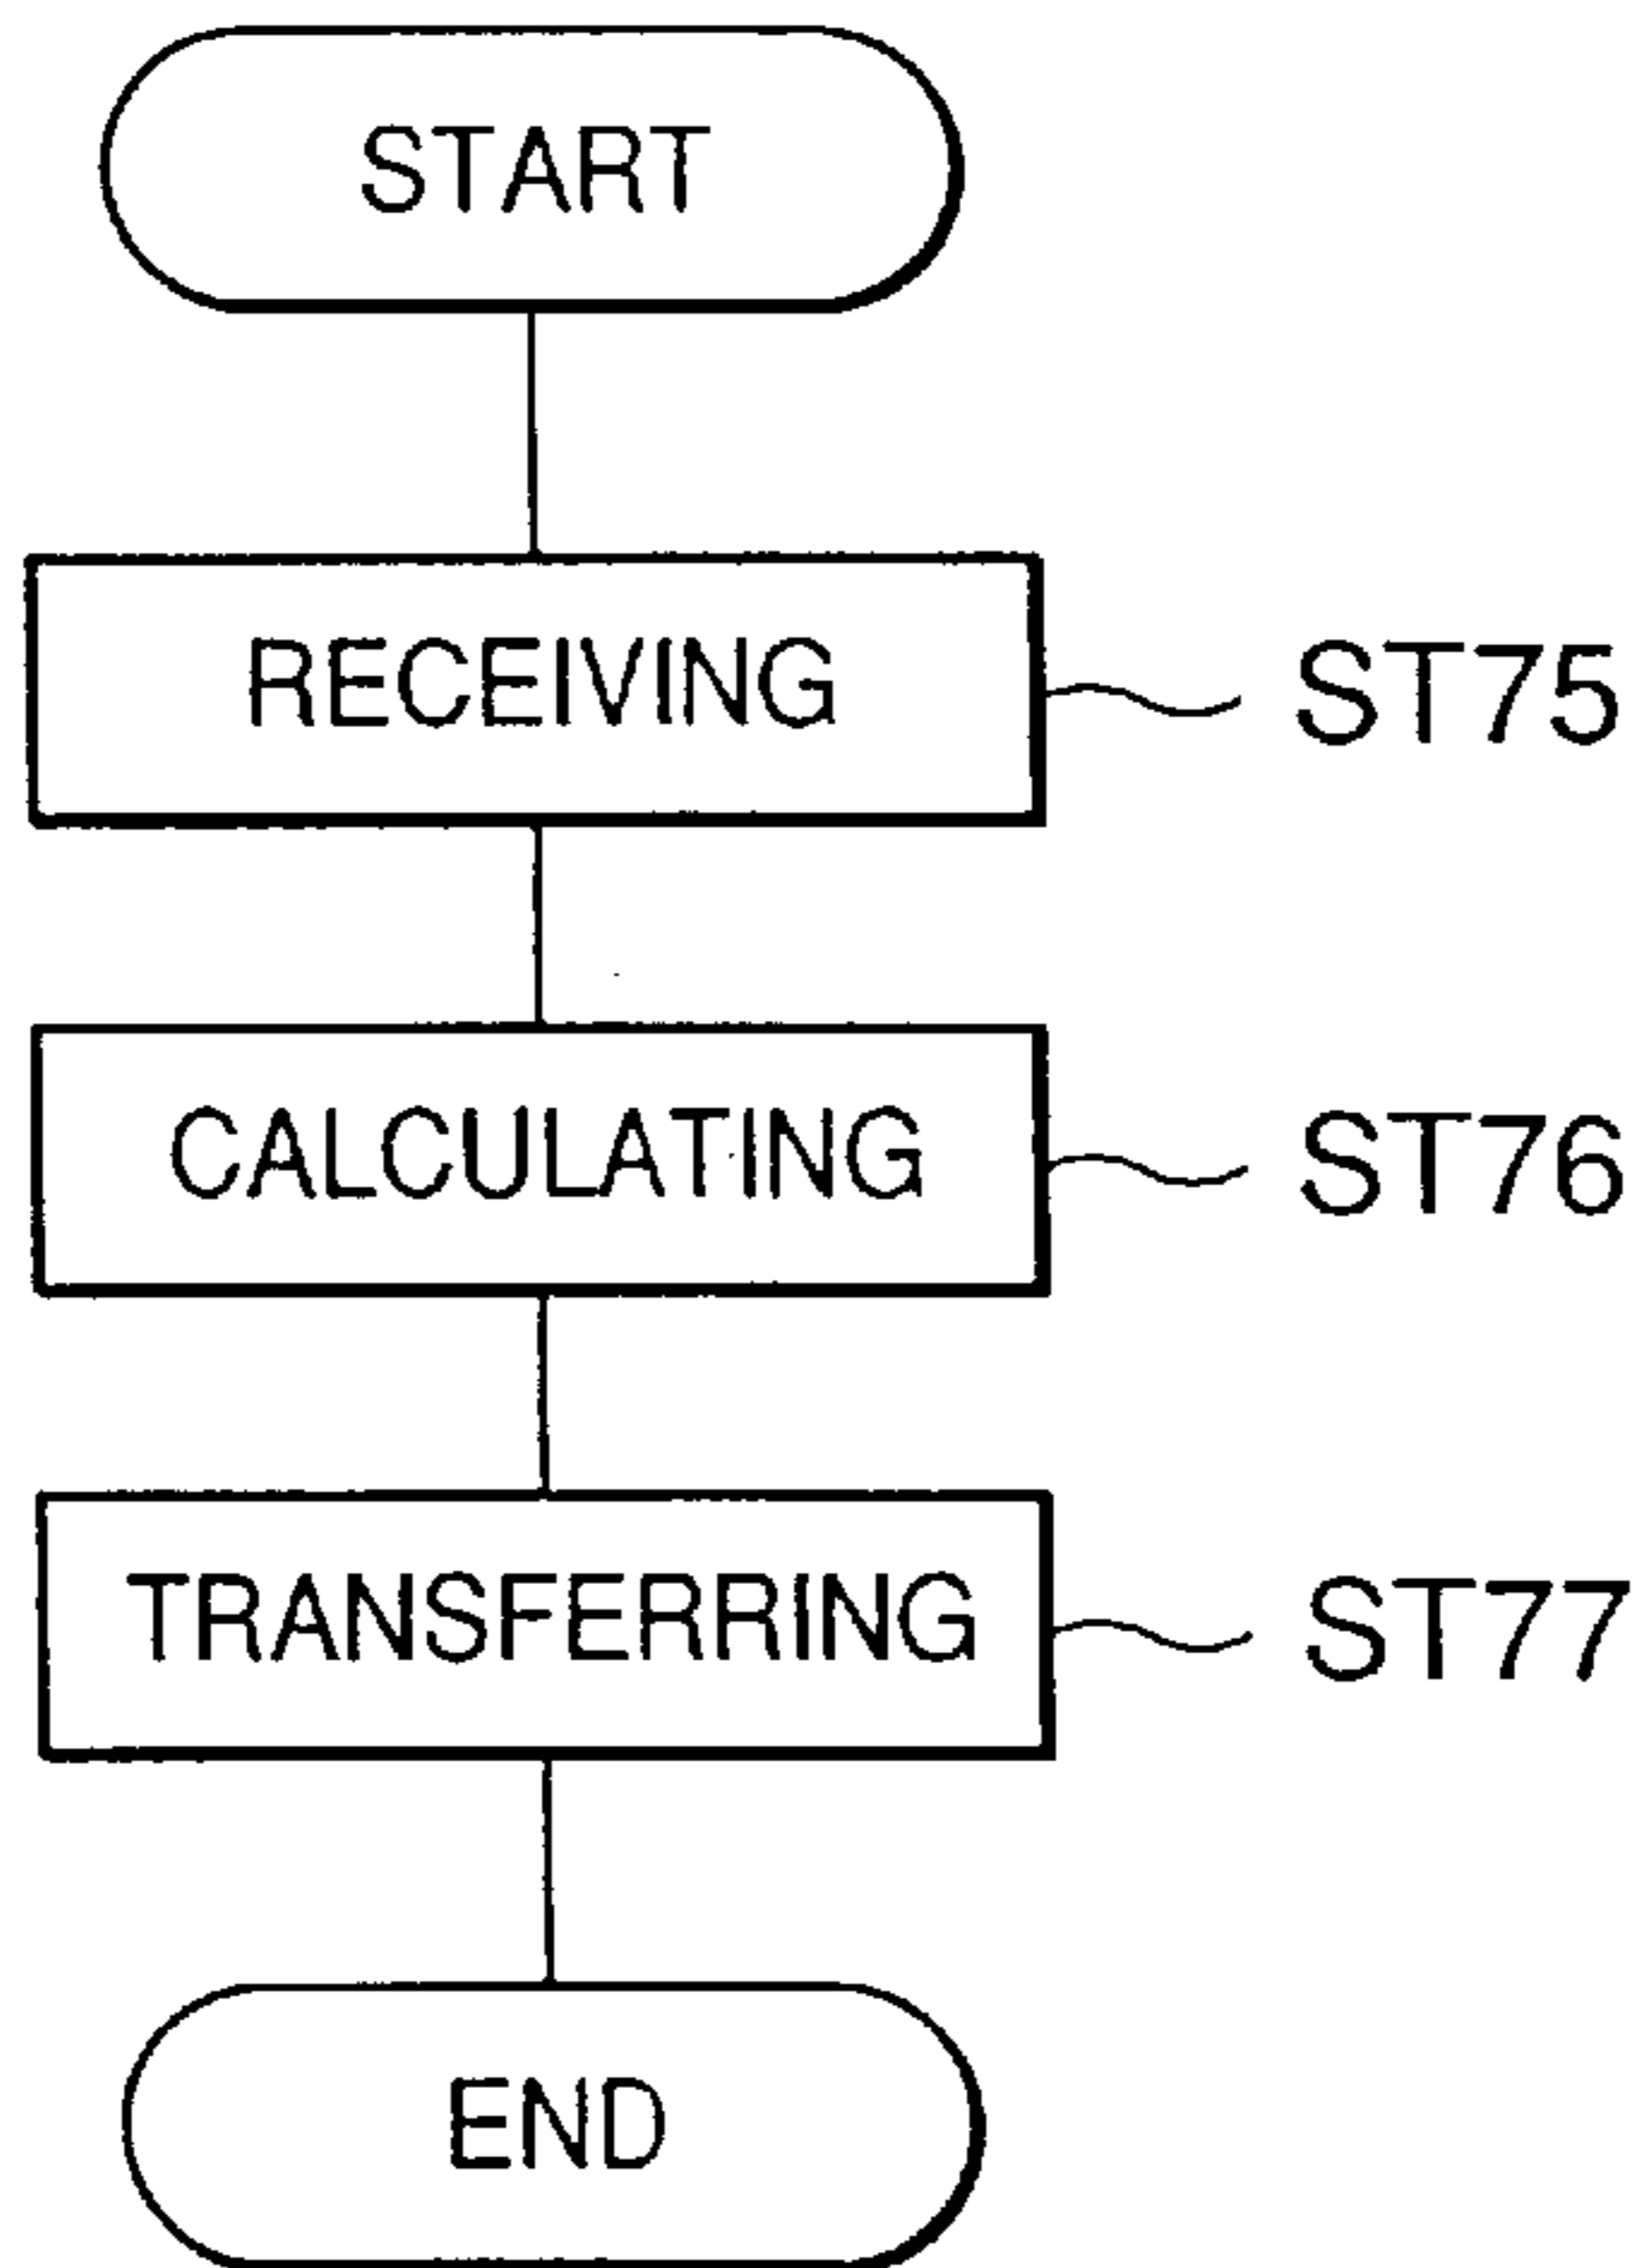 START
RECEIVING ST75
CALCULATING ST76
TRANSFERRING ST77
END